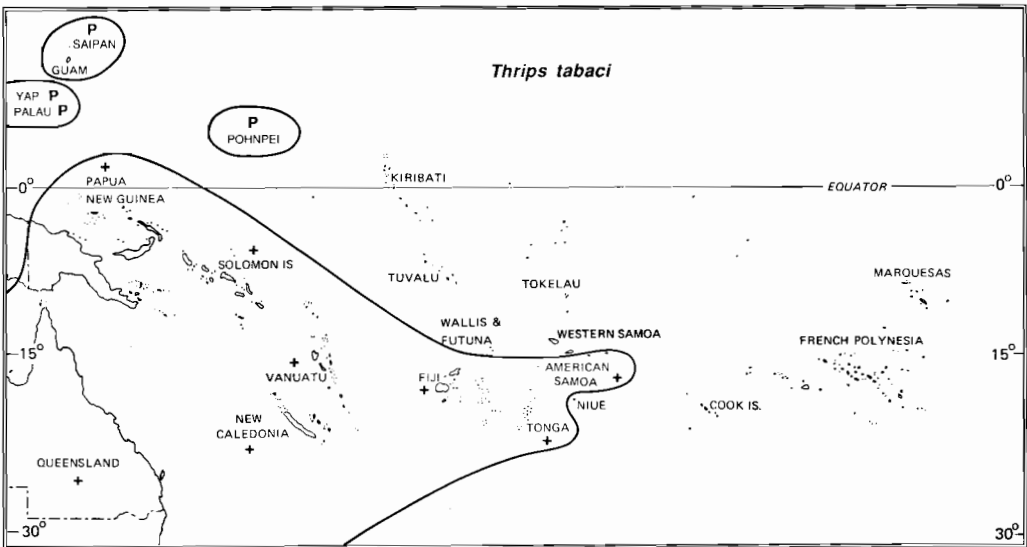 P
SAIPAN
GUAM
Thrips tabaci
YAP P
PALAU P
P
POHNPEI
+
KIRIBATI
PAPUA
NEW GUINEA
0°
EQUATOR
0°
+
SOLOMON IS
TUVALU
TOKELAU
MARQUESAS
WALLIS &
FUTUNA
WESTERN SAMOA
FRENCH POLYNESIA
15°
15°
+
VANUATU
FIJI
+
AMERICAN
SAMOA +
NIUE
COOK IS.
NEW
CALEDONIA
+
TONGA
+
QUEENSLAND
+
30°
30°